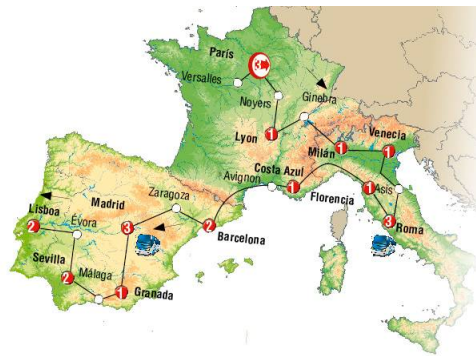 París
3
Versalles
Noyers
Ginebra
Lyon
1
Milán
1
Venecia
1
Costa Azul
Avignon
1
Florencia
1
Asis
3
Roma
Zaragoza
Madrid
3
2
Barcelona
Lisboa
2
Évora
Sevilla
2
Málaga
1
Granada